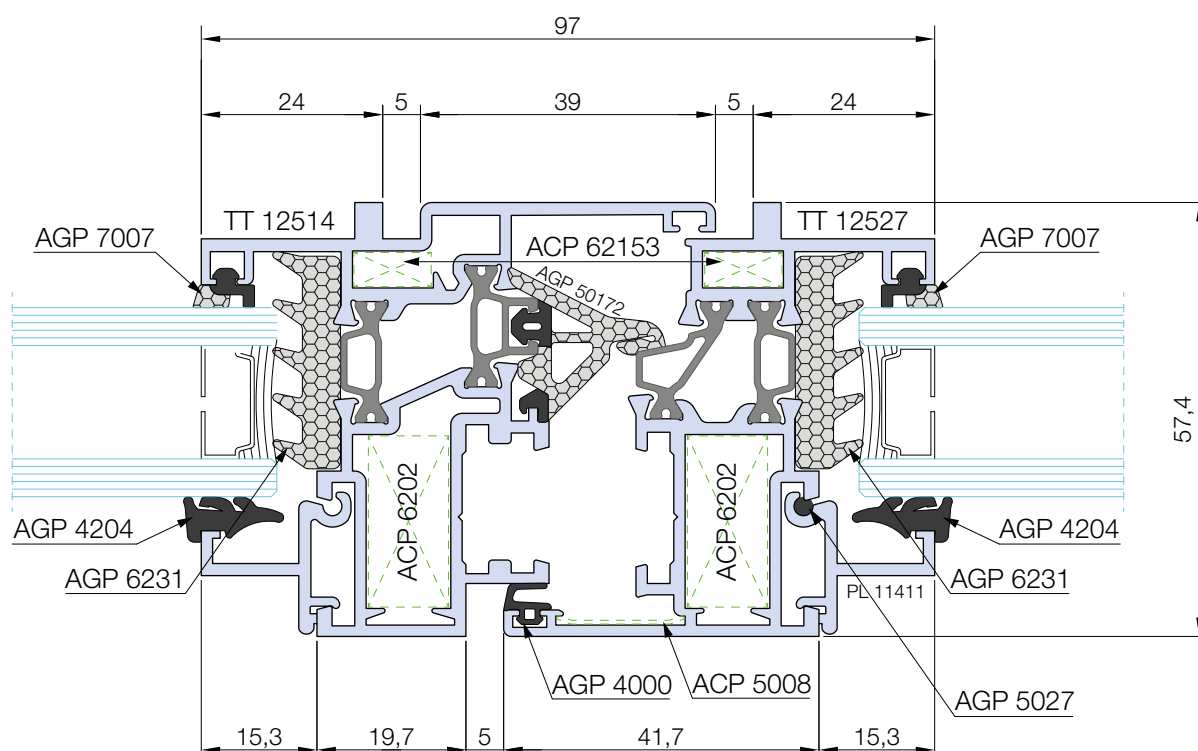 97
24 5 39 5 24
TT 12514 TT 12527
AGP 7007 ACP 62153 AGP 7007
AGP 50172
57,4
ACP 6202 ACP 6202
AGP 4204 AGP 4204
AGP 6231 AGP 6231
PL 11411
AGP 4000 ACP 5008 AGP 5027
15,3 19,7 5 41,7 15,3